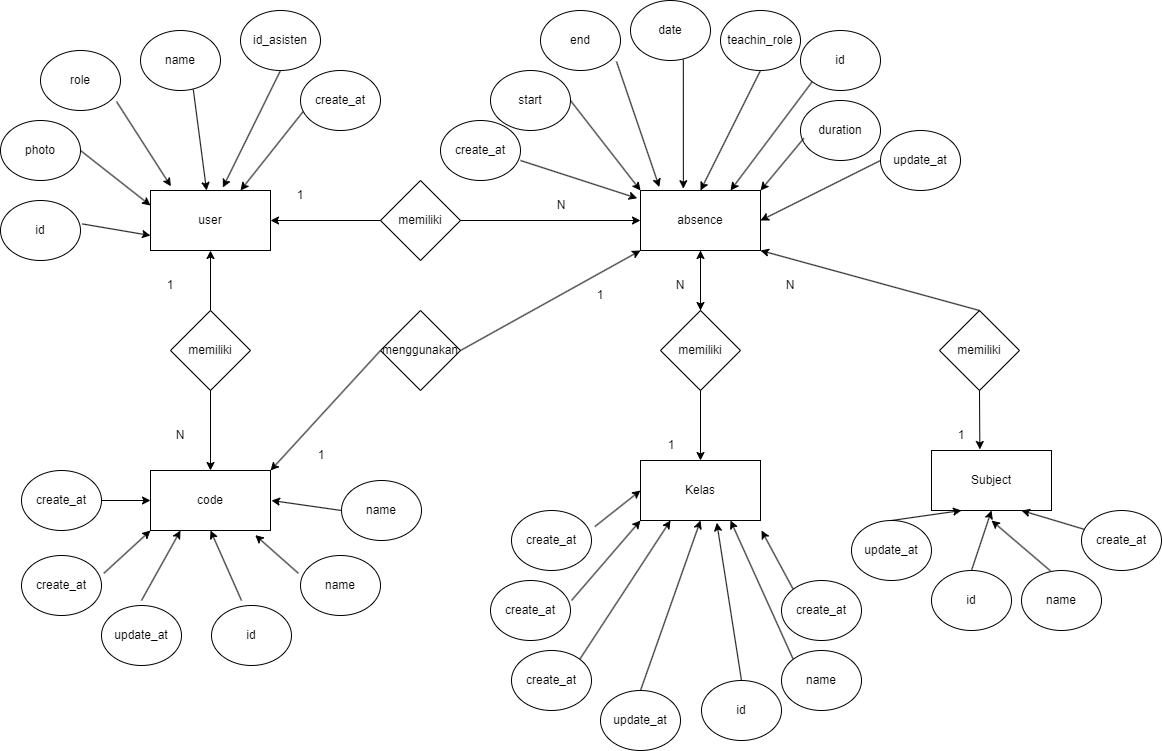 date
id_asisten
end
teachin_role
name
id
role
create_at
start
duration
photo
create_at
update_at
1
N
id
user
memiliki
absence
1
N
N
1
memiliki
menggunakan
memiliki
memiliki
N
1
1
1
create_at
code
name
Kelas
Subject
create_at
update_at
create_at
create_at
name
create_at
create_at
id
name
update_at
id
create_at
name
update_at
id